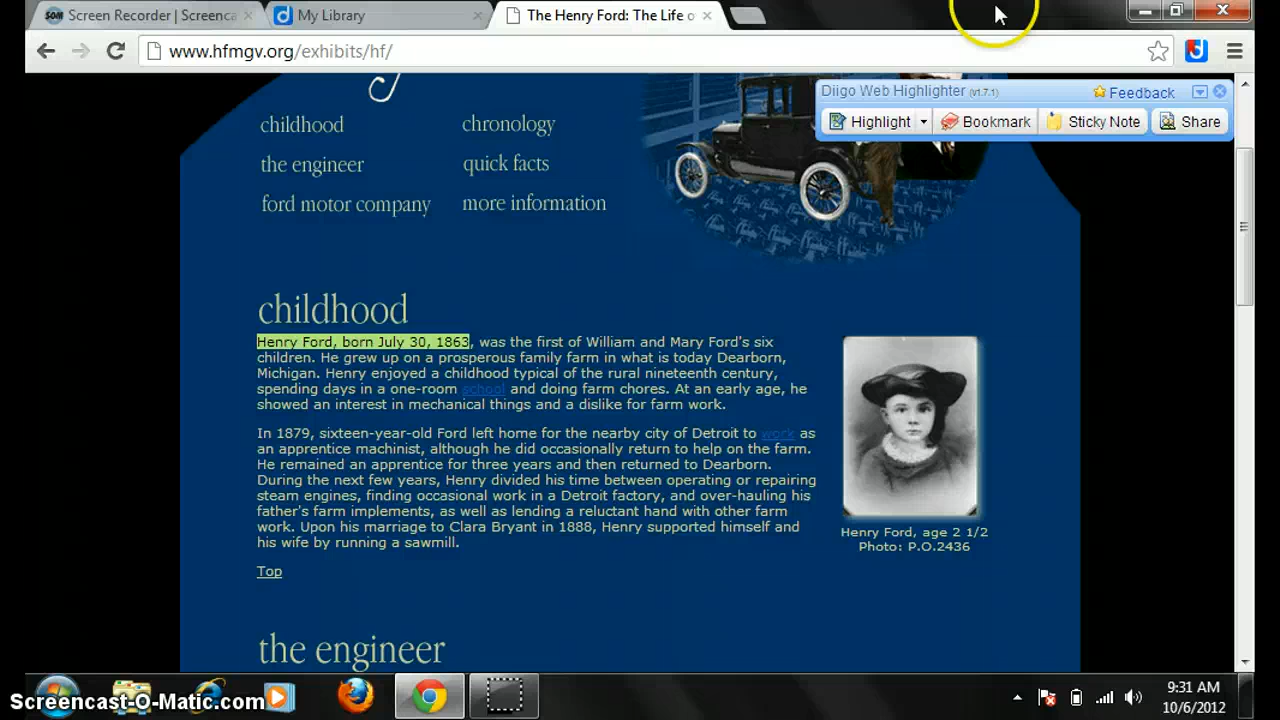 Screen Recorder | Screenca
My Library
The Henry Ford: The Life o
www.hfmgv.org/exhibits/hf/
Diigo Web Highlighter (v1.7.1)
Feedback
Highlight
Bookmark
Sticky Note
Share
childhood
chronology
the engineer
quick facts
ford motor company
more information
childhood
Henry Ford, born July 30, 1863, was the first of William and Mary Ford's six
children. He grew up on a prosperous family farm in what is today Dearborn,
Michigan. Henry enjoyed a childhood typical of the rural nineteenth century,
spending days in a one-room school and doing farm chores. At an early age, he
showed an interest in mechanical things and a dislike for farm work.
In 1879, sixteen-year-old Ford left home for the nearby city of Detroit to work as
an apprentice machinist, although he did occasionally return to help on the farm.
He remained an apprentice for three years and then returned to Dearborn.
During the next few years, Henry divided his time between operating or repairing
steam engines, finding occasional work in a Detroit factory, and over-hauling his
father's farm implements, as well as lending a reluctant hand with other farm
work. Upon his marriage to Clara Bryant in 1888, Henry supported himself and
his wife by running a sawmill.
Henry Ford, age 2 1/2
Photo: P.O.2436
Top
the engineer
Screencast-O-Matic.com
9:31 AM
10/6/2012